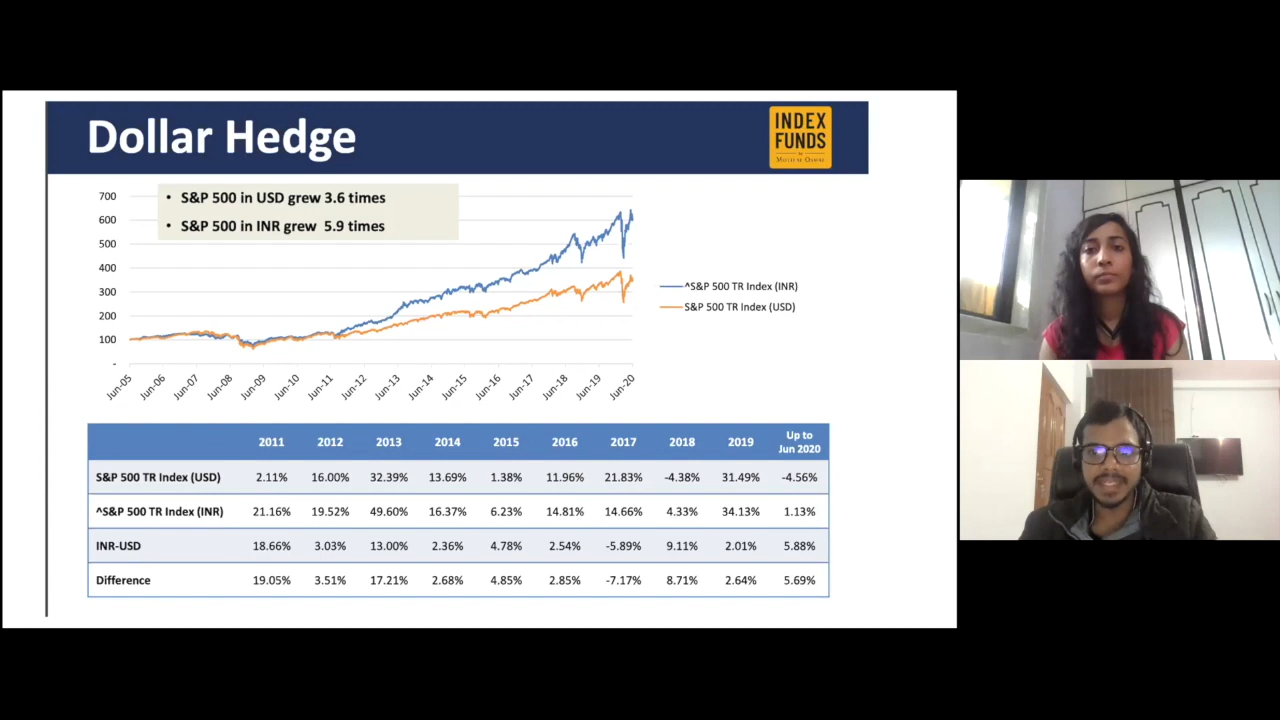 Dollar Hedge
INDEX
FUNDS
MOTILAL OSWAL
• S&P 500 in USD grew 3.6 times
• S&P 500 in INR grew 5.9 times
700
600
500
400
300
200
100
-
Jun-05 Jun-06 Jun-07 Jun-08 Jun-09 Jun-10 Jun-11 Jun-12 Jun-13 Jun-14 Jun-15 Jun-16 Jun-17 Jun-18 Jun-19 Jun-20
^S&P 500 TR Index (INR)
S&P 500 TR Index (USD)
2011 2012 2013 2014 2015 2016 2017 2018 2019 Up to Jun 2020
S&P 500 TR Index (USD) 2.11% 16.00% 32.39% 13.69% 1.38% 11.96% 21.83% -4.38% 31.49% -4.56%
^S&P 500 TR Index (INR) 21.16% 19.52% 49.60% 16.37% 6.23% 14.81% 14.66% 4.33% 34.13% 1.13%
INR-USD 18.66% 3.03% 13.00% 2.36% 4.78% 2.54% -5.89% 9.11% 2.01% 5.88%
Difference 19.05% 3.51% 17.21% 2.68% 4.85% 2.85% -7.17% 8.71% 2.64% 5.69%